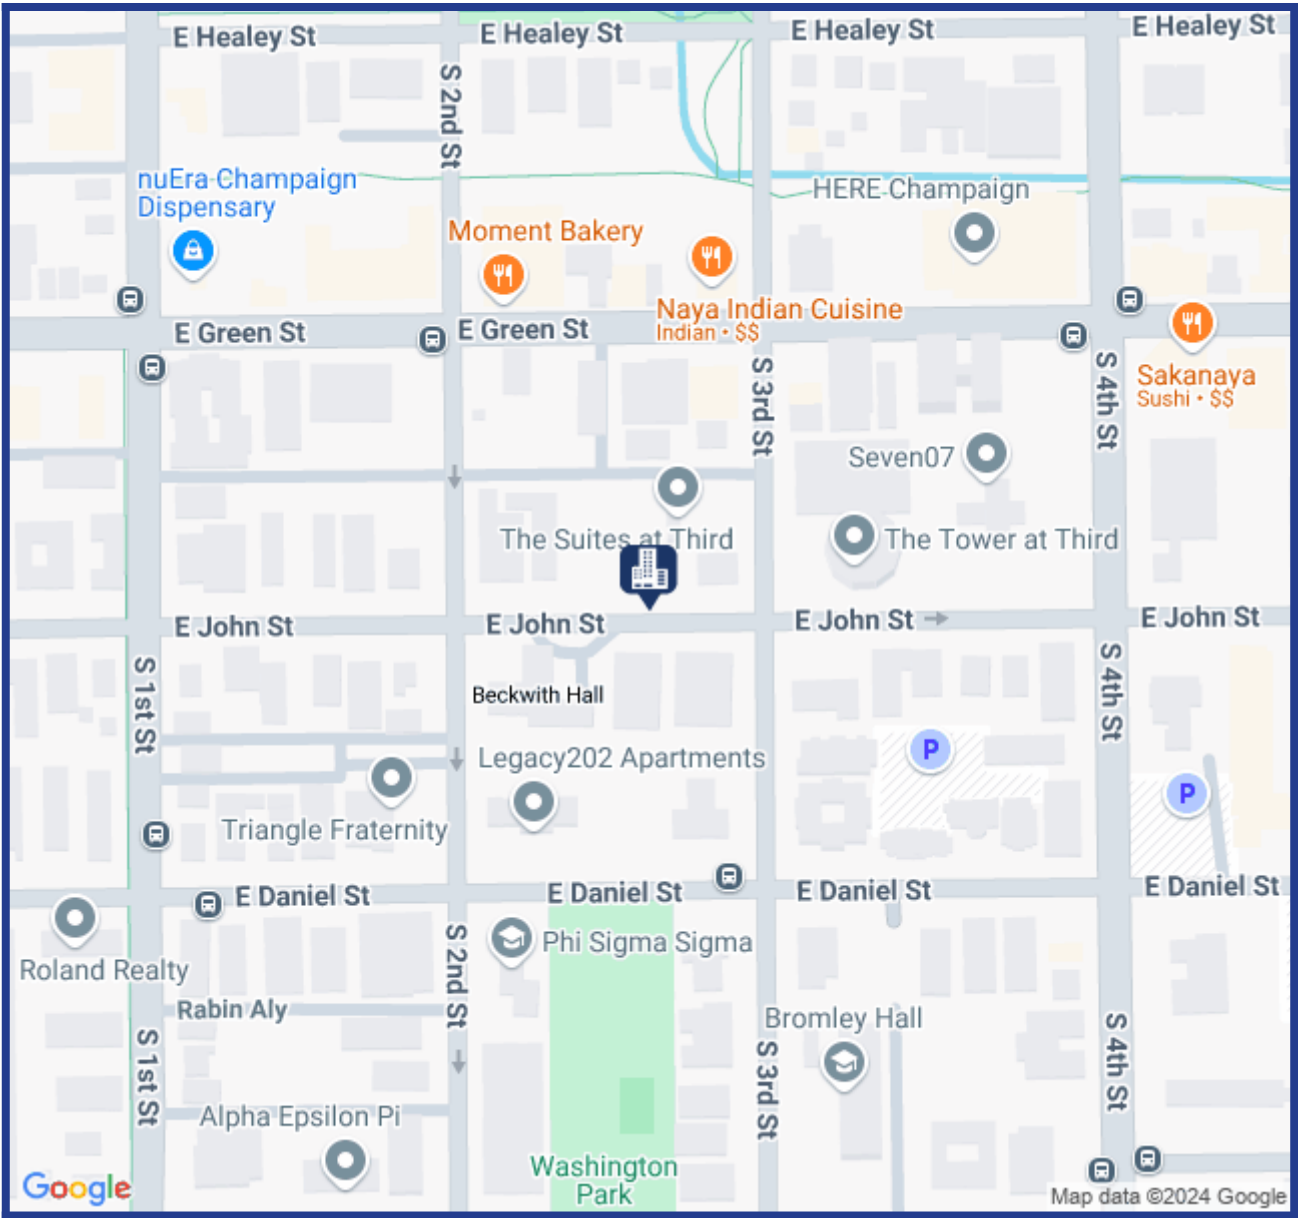 E Healey St
E Healey St
E Healey St
E Healey St
S 2nd St
nuEra Champaign
Dispensary
HERE Champaign
Moment Bakery
Naya Indian Cuisine
Indian • $$
E Green St
E Green St
S 3rd St
S 4th St
Sakanaya
Sushi • $$
Seven07
The Suites at Third
The Tower at Third
E John St
E John St
E John St
E John St
S 1st St
S 4th St
Beckwith Hall
Legacy202 Apartments
P
P
Triangle Fraternity
E Daniel St
E Daniel St
E Daniel St
E Daniel St
Roland Realty
S 2nd St
Phi Sigma Sigma
Rabin Aly
Bromley Hall
S 1st St
S 3rd St
S 4th St
Alpha Epsilon Pi
Washington
Park
Google
Map data ©2024 Google